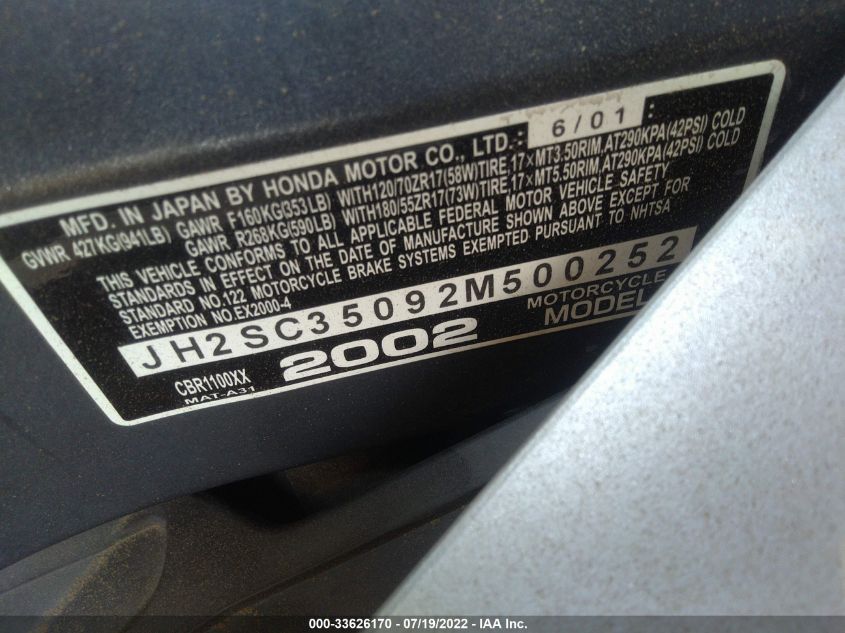 MFD. IN JAPAN BY HONDA MOTOR CO., LTD.: 6/01 :
GVWR 427KG(941LB) GAWR F160KG(353LB) WITH120/70ZR17(58W)TIRE,17×MT3.50RIM,AT290KPA(42PSI) COLD
GAWR R268KG(590LB) WITH180/55ZR17(73W)TIRE,17×MT5.50RIM,AT290KPA(42PSI) COLD
THIS VEHICLE CONFORMS TO ALL APPLICABLE FEDERAL MOTOR VEHICLE SAFETY
STANDARDS IN EFFECT ON THE DATE OF MANUFACTURE SHOWN ABOVE EXCEPT FOR
STANDARD NO.122 MOTORCYCLE BRAKE SYSTEMS EXEMPTED PURSUANT TO NHTSA
EXEMPTION NO.EX2000-4
JH2SC35092M500252
CBR1100XX 2002 MOTORCYCLE
MAT-A31 MODEL
000-33626170 - 07/19/2022 - IAA Inc.